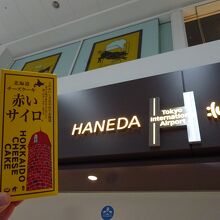 北海道
チーズケーキ
赤い
サイロ
HOKKAIDO
CHEESE
CAKE
HANEDA
Tokyo
International
Airport